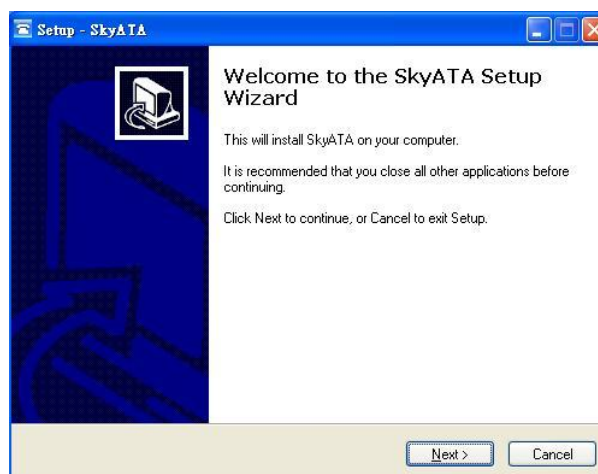 Setup - SkyATA
Welcome to the SkyATA Setup
Wizard
This will install SkyATA on your computer.
It is recommended that you close all other applications before
continuing.
Click Next to continue, or Cancel to exit Setup.
Next >
Cancel